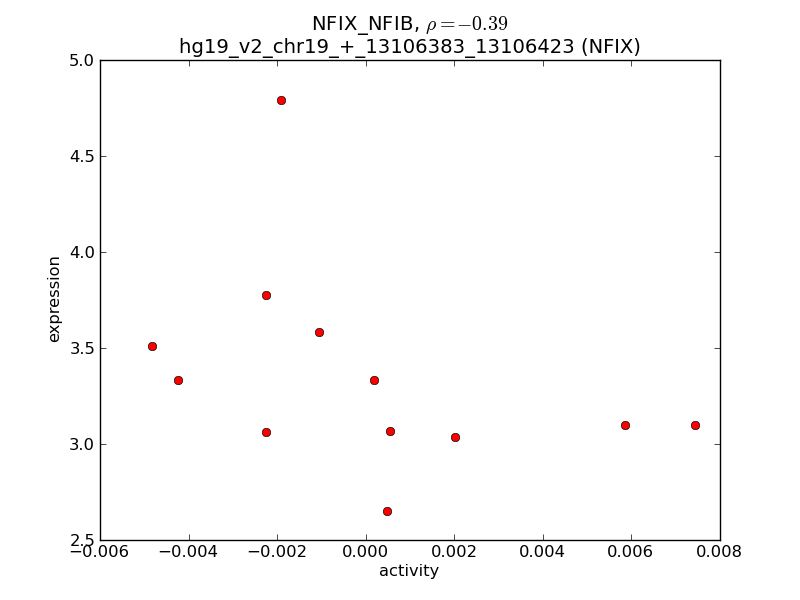 NFIX_NFIB, ρ = −0.39
hg19_v2_chr19_+_13106383_13106423 (NFIX)
5.0
4.5
4.0
3.5
3.0
2.5
expression
−0.006 −0.004 −0.002 0.000 0.002 0.004 0.006 0.008
activity